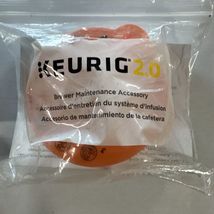 KEURIG 2.0
Brewer Maintenance Accessory
Accessoire d'entretien du système d'infusion
Accesorio de mantenimiento de la cafetera